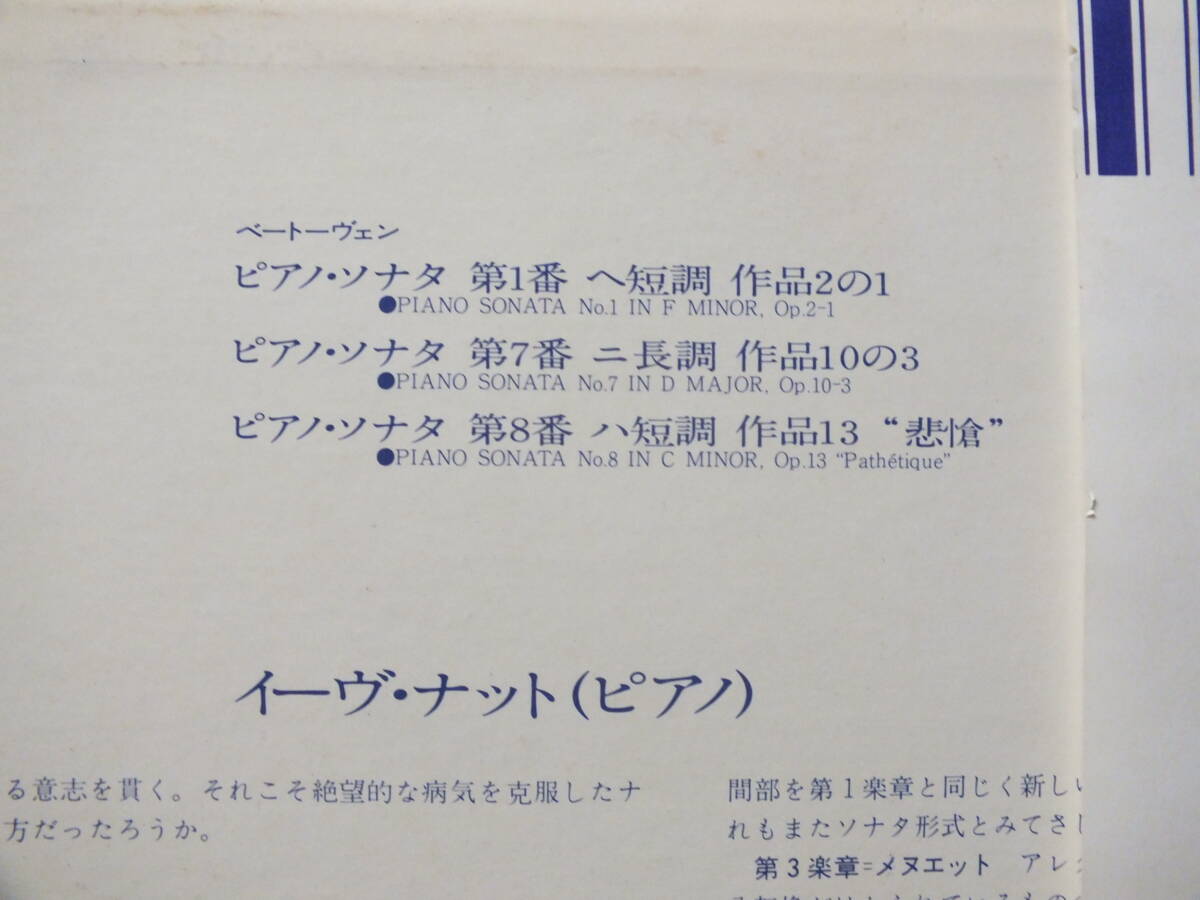 ベートーヴェン
ピアノ・ソナタ 第1番 ヘ短調 作品2の1
●PIANO SONATA No.1 IN F MINOR, Op.2-1
ピアノ・ソナタ 第7番 ニ長調 作品10の3
●PIANO SONATA No.7 IN D MAJOR, Op.10-3
ピアノ・ソナタ 第8番 ハ短調 作品13 “悲愴”
●PIANO SONATA No.8 IN C MINOR, Op.13 “Pathétique”
イーヴ・ナット(ピアノ)
る意志を貫く。それこそ絶望的な病気を克服したナ
方だったろうか。
間部を第1楽章と同じく新し
れもまたソナタ形式とみてさ
第3楽章=メヌエット アレ